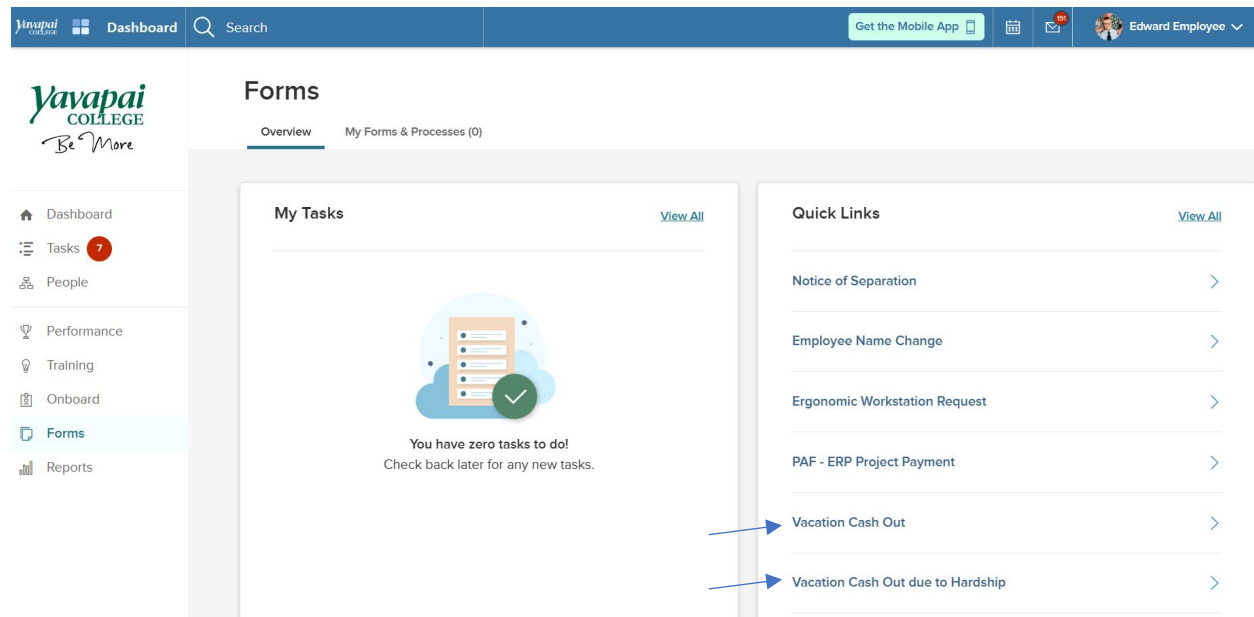 Yavapai COLLEGE Dashboard Search Get the Mobile App 151 Edward Employee
Yavapai
COLLEGE
Be More
Dashboard
Tasks 7
People
Performance
Training
Onboard
Forms
Reports
Forms
Overview My Forms & Processes (0)
My Tasks View All
You have zero tasks to do!
Check back later for any new tasks.
Quick Links View All
Notice of Separation
Employee Name Change
Ergonomic Workstation Request
PAF - ERP Project Payment
Vacation Cash Out
Vacation Cash Out due to Hardship